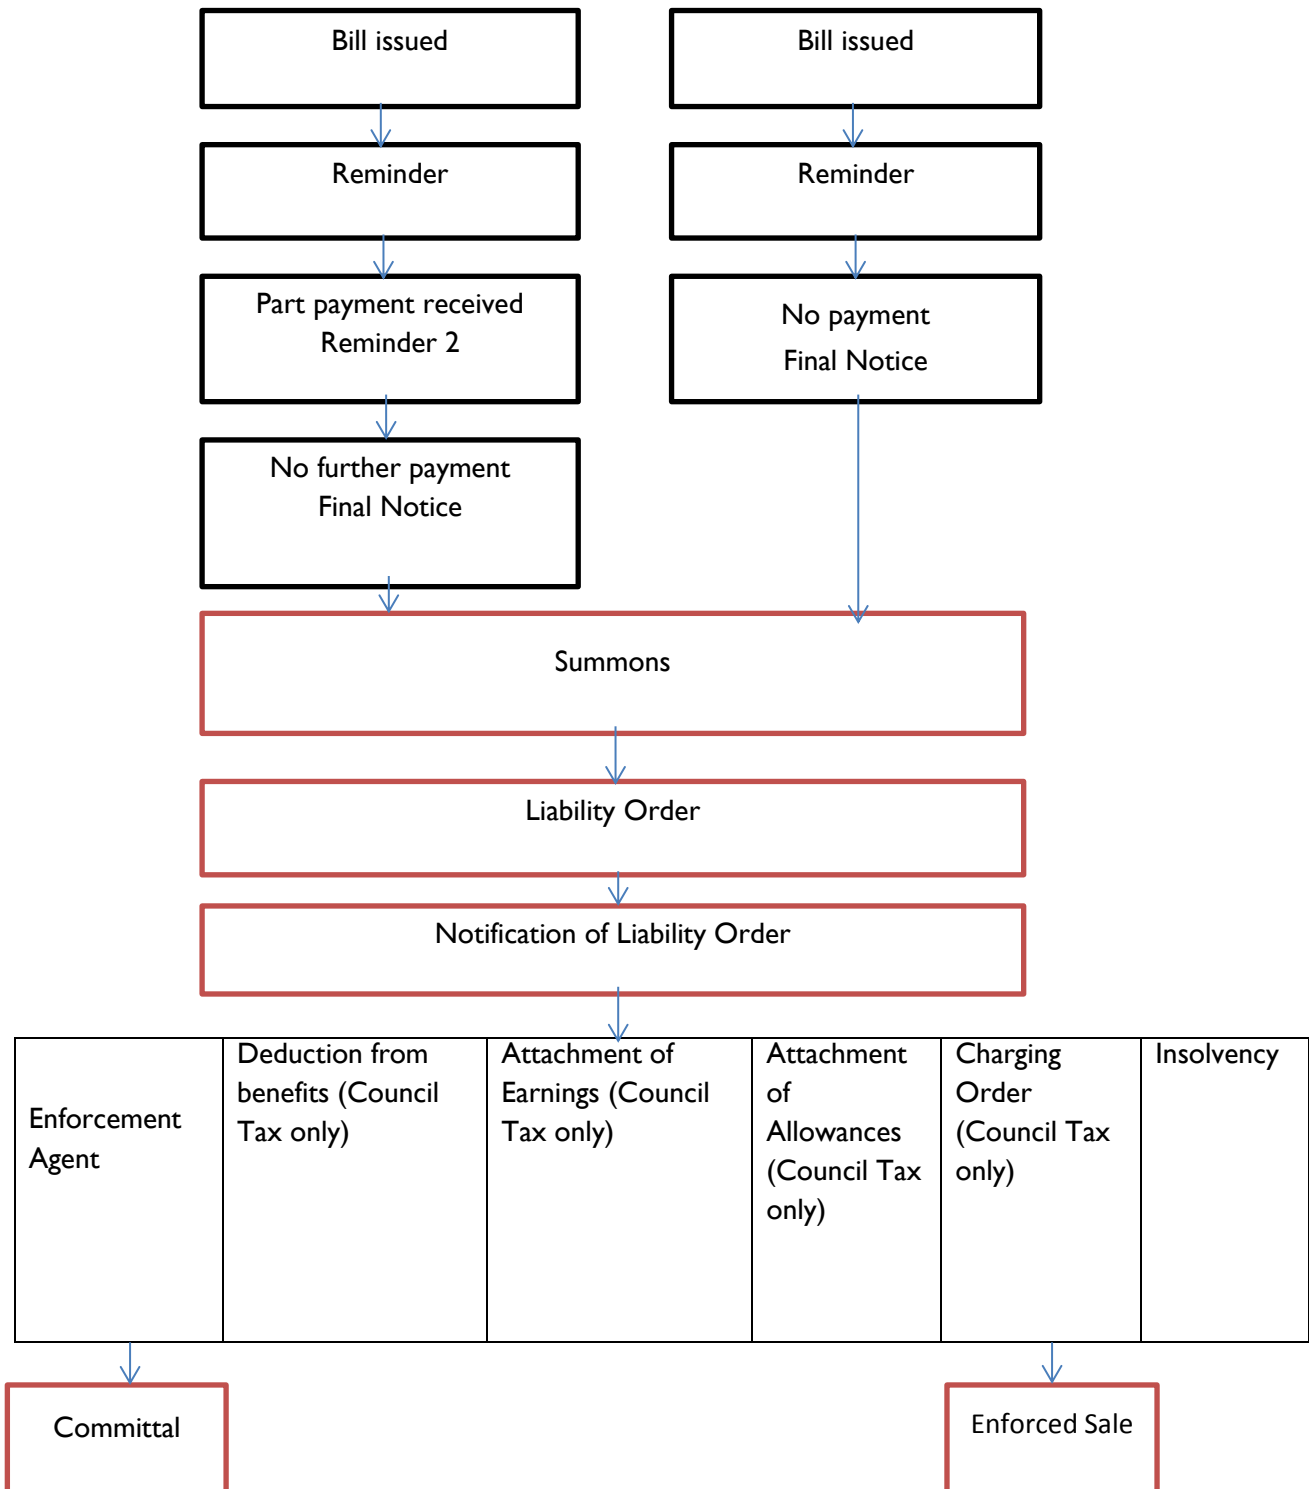 Bill issued
Bill issued
Reminder
Reminder
Part payment received
Reminder 2
No payment
Final Notice
No further payment
Final Notice
Summons
Liability Order
Notification of Liability Order
Enforcement
Agent
Deduction from
benefits (Council
Tax only)
Attachment of
Earnings (Council
Tax only)
Attachment
of
Allowances
(Council Tax
only)
Charging
Order
(Council Tax
only)
Insolvency
Committal
Enforced Sale